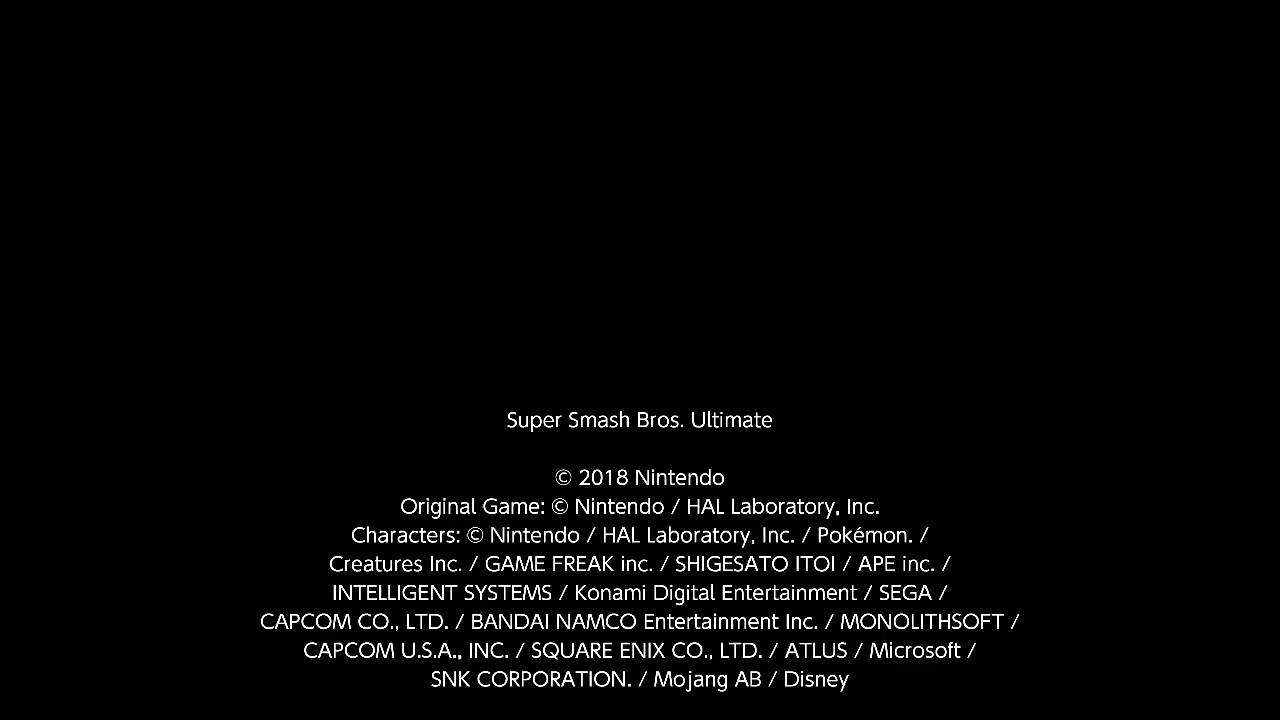 Super Smash Bros. Ultimate
© 2018 Nintendo
Original Game: © Nintendo / HAL Laboratory, Inc.
Characters: © Nintendo / HAL Laboratory, Inc. / Pokémon. /
Creatures Inc. / GAME FREAK inc. / SHIGESATO ITOI / APE inc. /
INTELLIGENT SYSTEMS / Konami Digital Entertainment / SEGA /
CAPCOM CO., LTD. / BANDAI NAMCO Entertainment Inc. / MONOLITHSOFT /
CAPCOM U.S.A., INC. / SQUARE ENIX CO., LTD. / ATLUS / Microsoft /
SNK CORPORATION. / Mojang AB / Disney